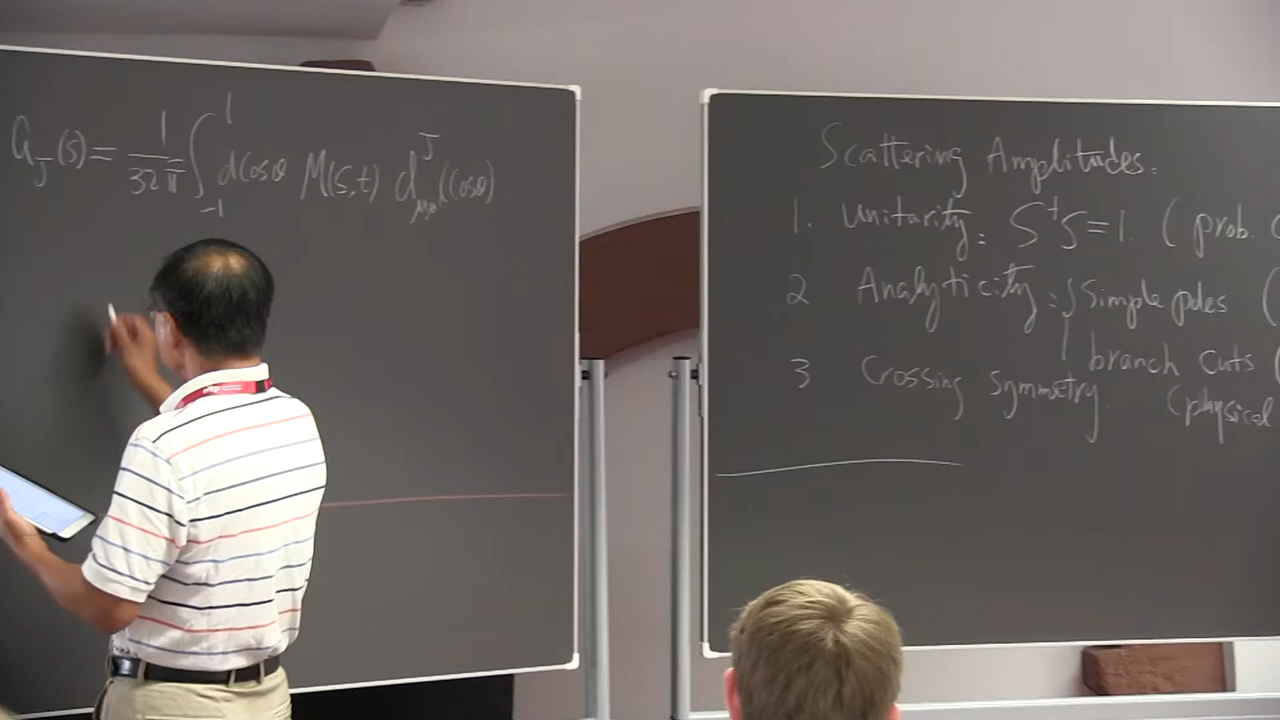 a_J(s) = 1/32π ∫_{-1}^{1} dcosθ M(s,t) d^J_{μμ'}(cosθ)
Scattering Amplitudes.
1. Unitarity: S†S = 1. ( prob.
2 Analyticity: { Simple poles (
branch cuts (
3 Crossing Symmetry (physical